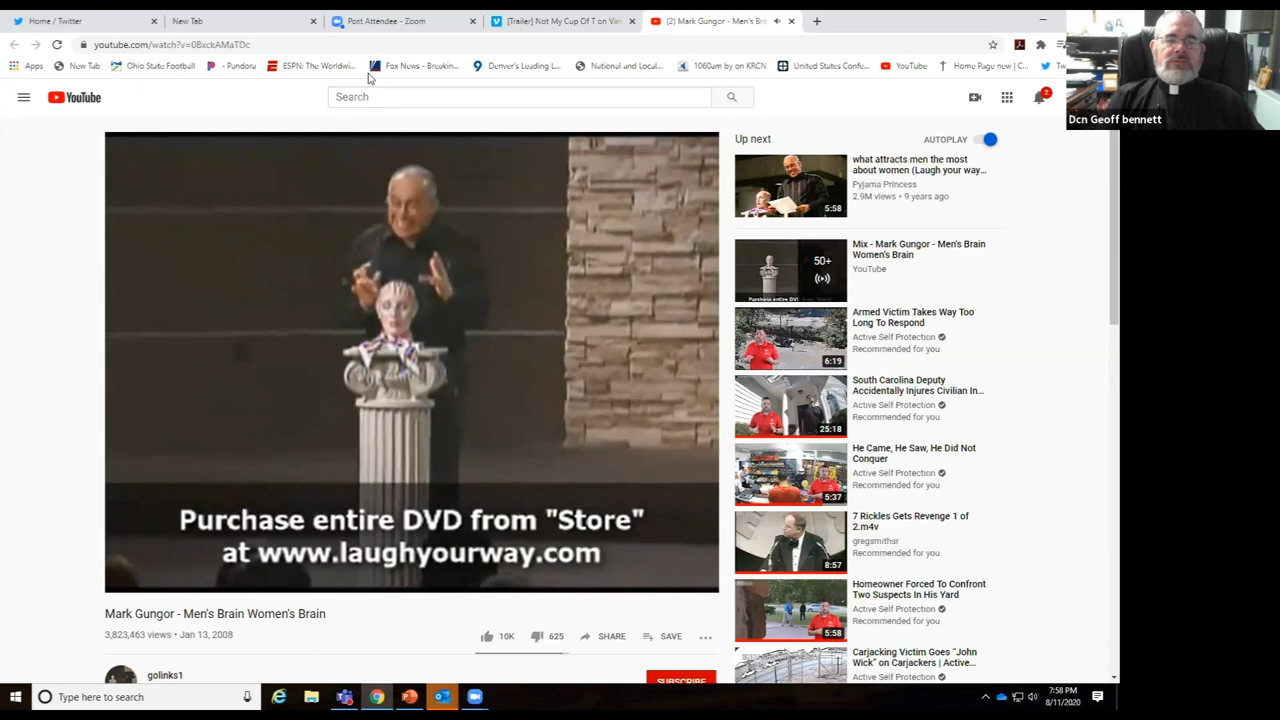 Home / Twitter
New Tab
Post Attendee - Zoom
[Trailer] Not My Cup Of T on Vim
(2) Mark Gungor - Men's Bra
youtube.com/watch?v=0BxckAMaTDc
Apps
New Tab
Ohio State Football
- Pandora
ESPN: The Worldwi...
Fox News - Breakin...
Denver's Leading L...
National and Local...
1060am by on KRCN
United States Confe...
YouTube
Home Page new | C...
Tw
Dcn Geoff bennett
YouTube
Search
2
Up next
AUTOPLAY
what attracts men the most
about women (Laugh your way...
Pyjama Princess
2.9M views • 9 years ago
5:58
Mix - Mark Gungor - Men's Brain
Women's Brain
YouTube
50+
Purchase entire DVD from "Store"
Armed Victim Takes Way Too
Long To Respond
Active Self Protection
Recommended for you
6:19
South Carolina Deputy
Accidentally Injures Civilian In...
Active Self Protection
Recommended for you
25:18
He Came, He Saw, He Did Not
Conquer
Active Self Protection
Recommended for you
5:37
7 Rickles Gets Revenge 1 of
2.m4v
gregsmithsr
Recommended for you
8:57
Homeowner Forced To Confront
Two Suspects In His Yard
Active Self Protection
Recommended for you
5:58
Carjacking Victim Goes "John
Wick" on Carjackers | Active...
Active Self Protection
Purchase entire DVD from "Store"
at www.laughyourway.com
Mark Gungor - Men's Brain Women's Brain
3,823,463 views • Jan 13, 2008
10K
625
SHARE
SAVE
golinks1
SUBSCRIBE
Type here to search
7:58 PM
8/11/2020